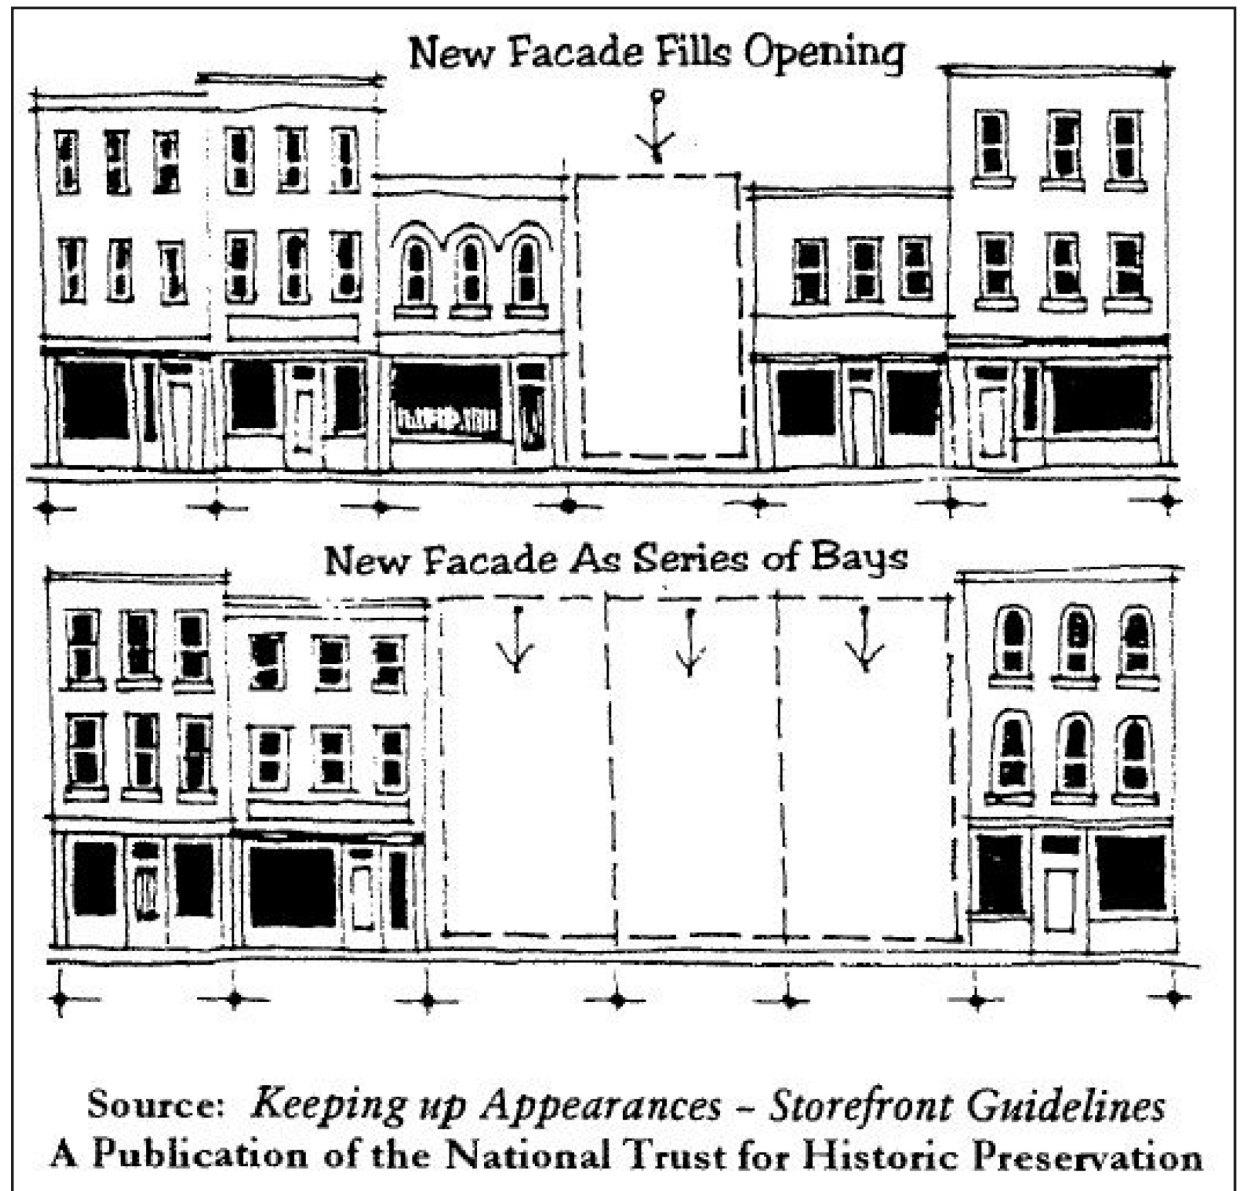 New Facade Fills Opening
New Facade As Series of Bays
Source: Keeping up Appearances – Storefront Guidelines
A Publication of the National Trust for Historic Preservation